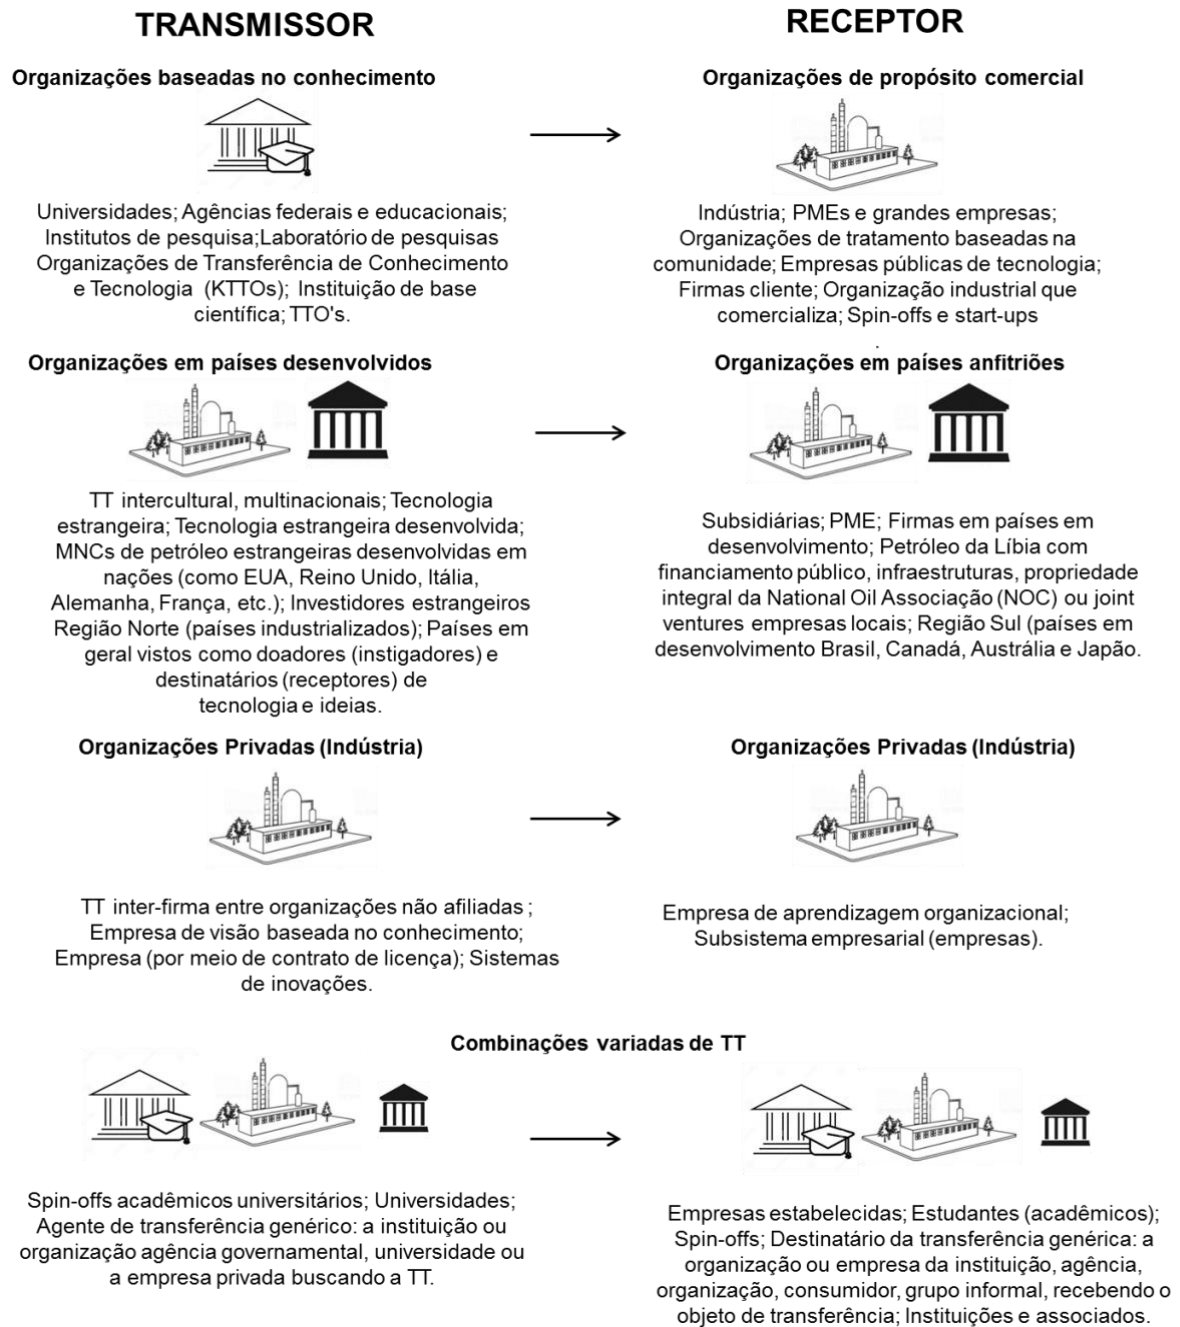 TRANSMISSOR
RECEPTOR
Organizações baseadas no conhecimento
Organizações de propósito comercial
Universidades; Agências federais e educacionais;
Institutos de pesquisa;Laboratório de pesquisas
Organizações de Transferência de Conhecimento
e Tecnologia (KTTOs); Instituição de base
científica; TTO's.
Indústria; PMEs e grandes empresas;
Organizações de tratamento baseadas na
comunidade; Empresas públicas de tecnologia;
Firmas cliente; Organização industrial que
comercializa; Spin-offs e start-ups
.
Organizações em países desenvolvidos
Organizações em países anfitriões
TT intercultural, multinacionais; Tecnologia
estrangeira; Tecnologia estrangeira desenvolvida;
MNCs de petróleo estrangeiras desenvolvidas em
nações (como EUA, Reino Unido, Itália,
Alemanha, França, etc.); Investidores estrangeiros
Região Norte (países industrializados); Países em
geral vistos como doadores (instigadores) e
destinatários (receptores) de
tecnologia e ideias.
Subsidiárias; PME; Firmas em países em
desenvolvimento; Petróleo da Líbia com
financiamento público, infraestruturas, propriedade
integral da National Oil Associação (NOC) ou joint
ventures empresas locais; Região Sul (países em
desenvolvimento Brasil, Canadá, Austrália e Japão.
Organizações Privadas (Indústria)
Organizações Privadas (Indústria)
TT inter-firma entre organizações não afiliadas ;
Empresa de visão baseada no conhecimento;
Empresa (por meio de contrato de licença); Sistemas
de inovações.
Empresa de aprendizagem organizacional;
Subsistema empresarial (empresas).
Combinações variadas de TT
Spin-offs acadêmicos universitários; Universidades;
Agente de transferência genérico: a instituição ou
organização agência governamental, universidade ou
a empresa privada buscando a TT.
Empresas estabelecidas; Estudantes (acadêmicos);
Spin-offs; Destinatário da transferência genérica: a
organização ou empresa da instituição, agência,
organização, consumidor, grupo informal, recebendo o
objeto de transferência; Instituições e associados.